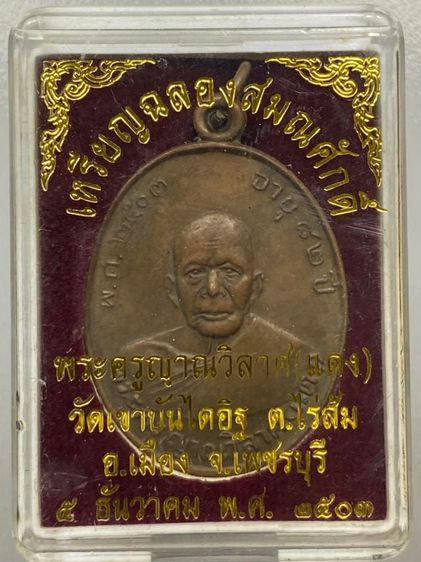 เหรียญฉลองสมณศักดิ์
พ.ศ. ๒๕๐๓ อายุ ๘๒ ปี
พระครูญาณวิลาศ(แดง)
วัดเขาบันไดอิฐ ต.ไร่ส้ม
อ.เมือง จ.เพชรบุรี
๕ ธันวาคม พ.ศ. ๒๕๐๓